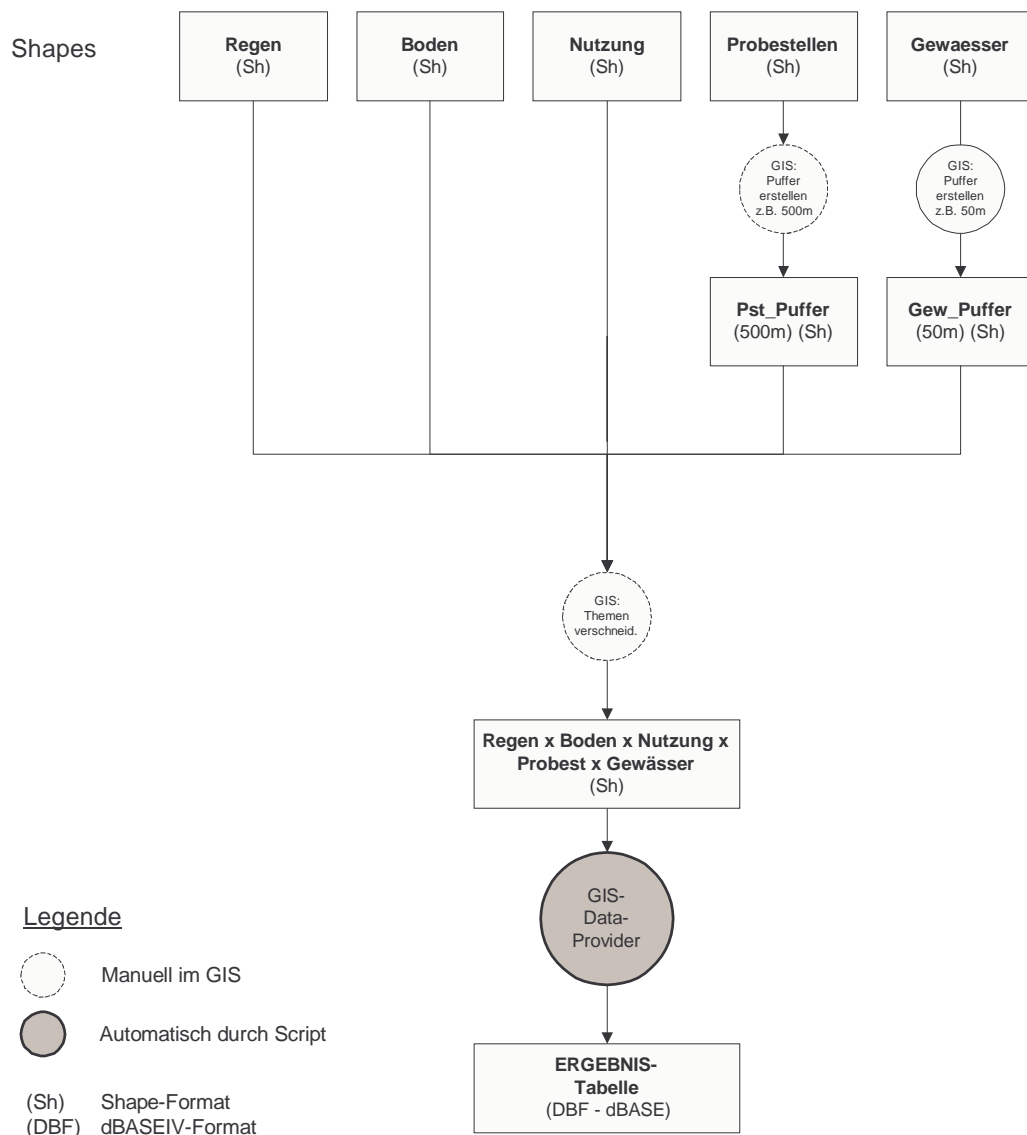 Shapes
Regen
(Sh)
Boden
(Sh)
Nutzung
(Sh)
Probestellen
(Sh)
Gewaesser
(Sh)
GIS:
Puffer
erstellen
z.B. 500m
GIS:
Puffer
erstellen
z.B. 50m
Pst_Puffer
(500m) (Sh)
Gew_Puffer
(50m) (Sh)
GIS:
Themen
verschneid.
Regen x Boden x Nutzung x
Probest x Gewässer
(Sh)
GIS-
Data-
Provider
ERGEBNIS-
Tabelle
(DBF - dBASE)
Legende
Manuell im GIS
Automatisch durch Script
(Sh) Shape-Format
(DBF) dBASEIV-Format